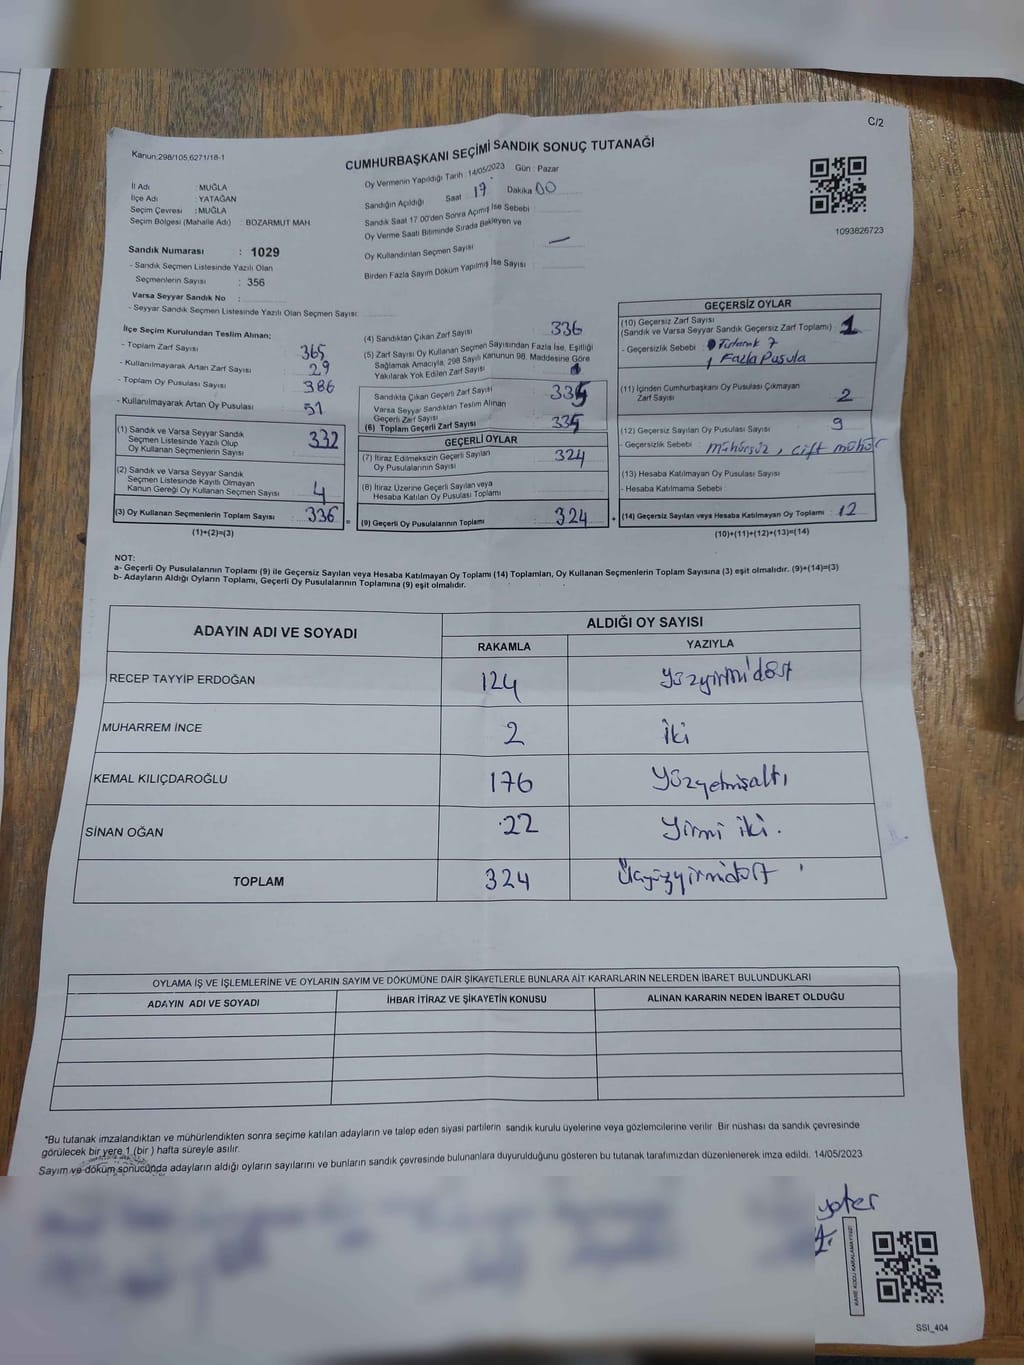 C/2
Kanun:298/105,6271/18-1
CUMHURBAŞKANI SEÇİMİ SANDIK SONUÇ TUTANAĞI
İl Adı : MUĞLA
İlçe Adı : YATAĞAN
Seçim Çevresi : MUĞLA
Seçim Bölgesi (Mahalle Adı) : BOZARMUT MAH.
Oy Vermenin Yapıldığı Tarih : 14/05/2023 Gün : Pazar
Sandığın Açıldığı Saat : 17 Dakika 00
Sandık Saat 17 00'den Sonra Açımış İse Sebebi :
Oy Verme Saati Bitiminde Sırada Bekleyen ve
Oy Kullandırılan Seçmen Sayısı : —
Birden Fazla Sayım Döküm Yapılmış İse Sayısı :
1093826723
Sandık Numarası : 1029
- Sandık Seçmen Listesinde Yazılı Olan
Seçmenlerin Sayısı : 356
Varsa Seyyar Sandık No :
- Seyyar Sandık Seçmen Listesinde Yazılı Olan Seçmen Sayısı:
İlçe Seçim Kurulundan Teslim Alınan;
- Toplam Zarf Sayısı : 365
- Kullanılmayarak Artan Zarf Sayısı : 29
- Toplam Oy Pusulası Sayısı : 386
- Kullanılmayarak Artan Oy Pusulası : 51
(1) Sandık ve Varsa Seyyar Sandık
Seçmen Listesinde Yazılı Olup
Oy Kullanan Seçmenlerin Sayısı : 332
(2) Sandık ve Varsa Seyyar Sandık
Seçmen Listesinde Kayıtlı Olmayan
Kanun Gereği Oy Kullanan Seçmen Sayısı : 4
(3) Oy Kullanan Seçmenlerin Toplam Sayısı : 336 =
(1)+(2)=(3)
(4) Sandıktan Çıkan Zarf Sayısı : 336
(5) Zarf Sayısı Oy Kullanan Seçmen Sayısından Fazla İse, Eşitliği
Sağlamak Amacıyla, 298 Sayılı Kanunun 98. Maddesine Göre
Yakılarak Yok Edilen Zarf Sayısı :
Sandıkta Çıkan Geçerli Zarf Sayısı : 335
Varsa Seyyar Sandıktan Teslim Alınan
Geçerli Zarf Sayısı :
(6) Toplam Geçerli Zarf Sayısı : 335
GEÇERLİ OYLAR
(7) İtiraz Edilmeksizin Geçerli Sayılan
Oy Pusulalarının Sayısı : 324
(8) İtiraz Üzerine Geçerli Sayılan veya
Hesaba Katılan Oy Pusulası Toplamı :
(9) Geçerli Oy Pusulalarının Toplamı : 324 +
GEÇERSİZ OYLAR
(10) Geçersiz Zarf Sayısı
(Sandık ve Varsa Seyyar Sandık Geçersiz Zarf Toplamı) : 1
- Geçersizlik Sebebi : Tutanak 7
1 Fazla Pusula
(11) İçinden Cumhurbaşkanı Oy Pusulası Çıkmayan
Zarf Sayısı : 2
(12) Geçersiz Sayılan Oy Pusulası Sayısı : 9
- Geçersizlik Sebebi : mühürsüz, çift mühür
(13) Hesaba Katılmayan Oy Pusulası Sayısı :
- Hesaba Katılmama Sebebi :
(14) Geçersiz Sayılan veya Hesaba Katılmayan Oy Toplamı : 12
(10)+(11)+(12)+(13)=(14)
NOT:
a- Geçerli Oy Pusulalarının Toplamı (9) ile Geçersiz Sayılan veya Hesaba Katılmayan Oy Toplamı (14) Toplamları, Oy Kullanan Seçmenlerin Toplam Sayısına (3) eşit olmalıdır. (9)+(14)=(3)
b- Adayların Aldığı Oyların Toplamı, Geçerli Oy Pusulalarının Toplamına (9) eşit olmalıdır.
ADAYIN ADI VE SOYADI
ALDIĞI OY SAYISI
RAKAMLA YAZIYLA
RECEP TAYYİP ERDOĞAN 124 yüzyirmidört
MUHARREM İNCE 2 iki
KEMAL KILIÇDAROĞLU 176 Yüzyetmişaltı
SİNAN OĞAN 22 Yirmi iki.
TOPLAM 324 Üçyüzyirmidört
OYLAMA İŞ VE İŞLEMLERİNE VE OYLARIN SAYIM VE DÖKÜMÜNE DAİR ŞİKAYETLERLE BUNLARA AİT KARARLARIN NELERDEN İBARET BULUNDUKLARI
ADAYIN ADI VE SOYADI İHBAR İTİRAZ VE ŞİKAYETİN KONUSU ALINAN KARARIN NEDEN İBARET OLDUĞU
*Bu tutanak imzalandıktan ve mühürlendikten sonra seçime katılan adayların ve talep eden siyasi partilerin sandık kurulu üyelerine veya gözlemcilerine verilir. Bir nüshası da sandık çevresinde
görülecek bir yere 1 (bir) hafta süreyle asılır.
Sayım ve döküm sonucunda adayların aldığı oyların sayılarını ve bunların sandık çevresinde bulunanlara duyurulduğunu gösteren bu tutanak tarafımızdan düzenlenerek imza edildi. 14/05/2023
KARE KODU KARALAMAYINIZ!
SSI_404